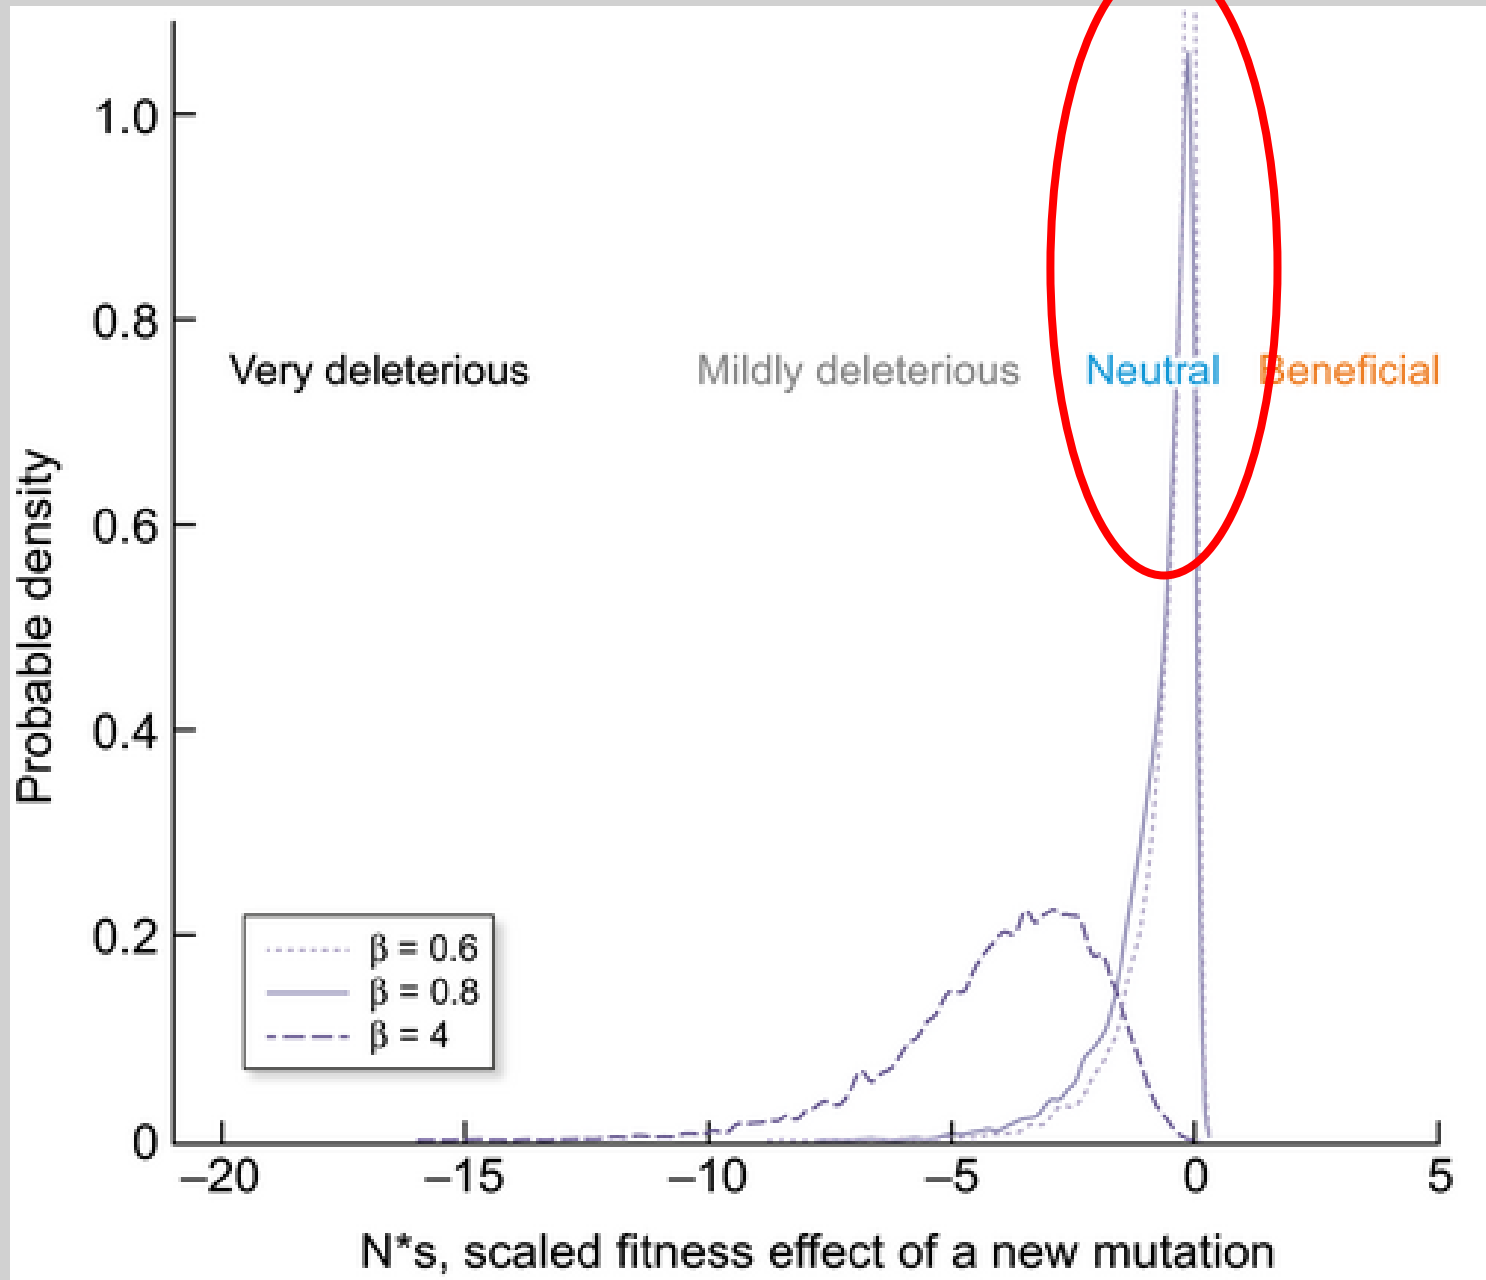 1.0
0.8
Very deleterious Mildly deleterious Neutral Beneficial
Probable density
0.6
0.4
0.2
β = 0.6
β = 0.8
β = 4
0
–20 –15 –10 –5 0 5
N*s, scaled fitness effect of a new mutation